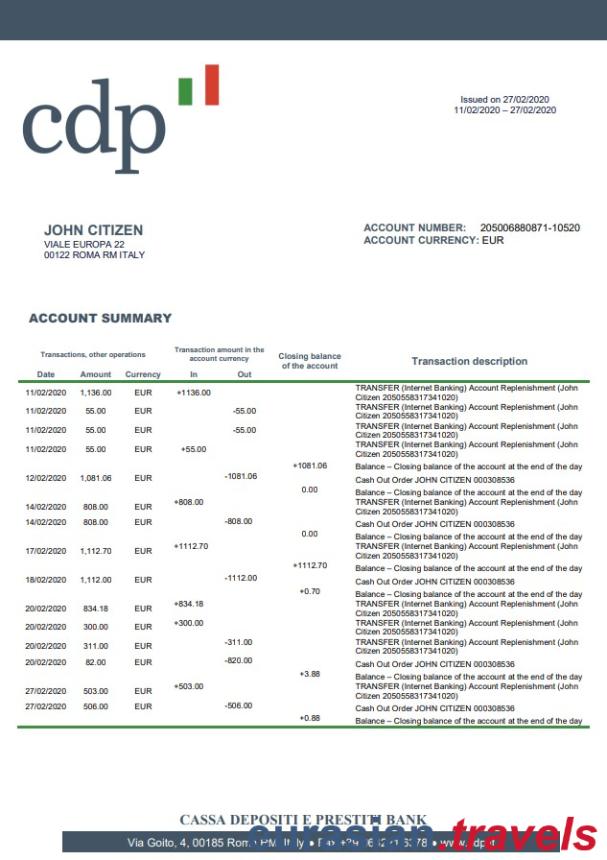 cdp
Issued on 27/02/2020
11/02/2020 – 27/02/2020
JOHN CITIZEN
VIALE EUROPA 22
00122 ROMA RM ITALY
ACCOUNT NUMBER: 205006880871-10520
ACCOUNT CURRENCY: EUR
ACCOUNT SUMMARY
Transactions, other operations
Transaction amount in the
account currency
Closing balance
of the account
Transaction description
Date Amount Currency In Out
11/02/2020 1,136.00 EUR +1136.00 TRANSFER (Internet Banking) Account Replenishment (John
Citizen 2050558317341020)
11/02/2020 55.00 EUR -55.00 TRANSFER (Internet Banking) Account Replenishment (John
Citizen 2050558317341020)
11/02/2020 55.00 EUR -55.00 TRANSFER (Internet Banking) Account Replenishment (John
Citizen 2050558317341020)
11/02/2020 55.00 EUR +55.00 TRANSFER (Internet Banking) Account Replenishment (John
Citizen 2050558317341020)
+1081.06 Balance – Closing balance of the account at the end of the day
12/02/2020 1,081.06 EUR -1081.06 Cash Out Order JOHN CITIZEN 000308536
0.00 Balance – Closing balance of the account at the end of the day
14/02/2020 808.00 EUR +808.00 TRANSFER (Internet Banking) Account Replenishment (John
Citizen 2050558317341020)
14/02/2020 808.00 EUR -808.00 Cash Out Order JOHN CITIZEN 000308536
0.00 Balance – Closing balance of the account at the end of the day
17/02/2020 1,112.70 EUR +1112.70 TRANSFER (Internet Banking) Account Replenishment (John
Citizen 2050558317341020)
+1112.70 Balance – Closing balance of the account at the end of the day
18/02/2020 1,112.00 EUR -1112.00 Cash Out Order JOHN CITIZEN 000308536
+0.70 Balance – Closing balance of the account at the end of the day
20/02/2020 834.18 EUR +834.18 TRANSFER (Internet Banking) Account Replenishment (John
Citizen 2050558317341020)
20/02/2020 300.00 EUR +300.00 TRANSFER (Internet Banking) Account Replenishment (John
Citizen 2050558317341020)
20/02/2020 311.00 EUR -311.00 TRANSFER (Internet Banking) Account Replenishment (John
Citizen 2050558317341020)
20/02/2020 82.00 EUR -820.00 Cash Out Order JOHN CITIZEN 000308536
+3.88 Balance – Closing balance of the account at the end of the day
27/02/2020 503.00 EUR +503.00 TRANSFER (Internet Banking) Account Replenishment (John
Citizen 2050558317341020)
27/02/2020 506.00 EUR -506.00 Cash Out Order JOHN CITIZEN 000308536
+0.88 Balance – Closing balance of the account at the end of the day
CASSA DEPOSITI E PRESTITI BANK
eurasian.travels
Via Goito, 4, 00185 Roma RM, Italy ● Fax